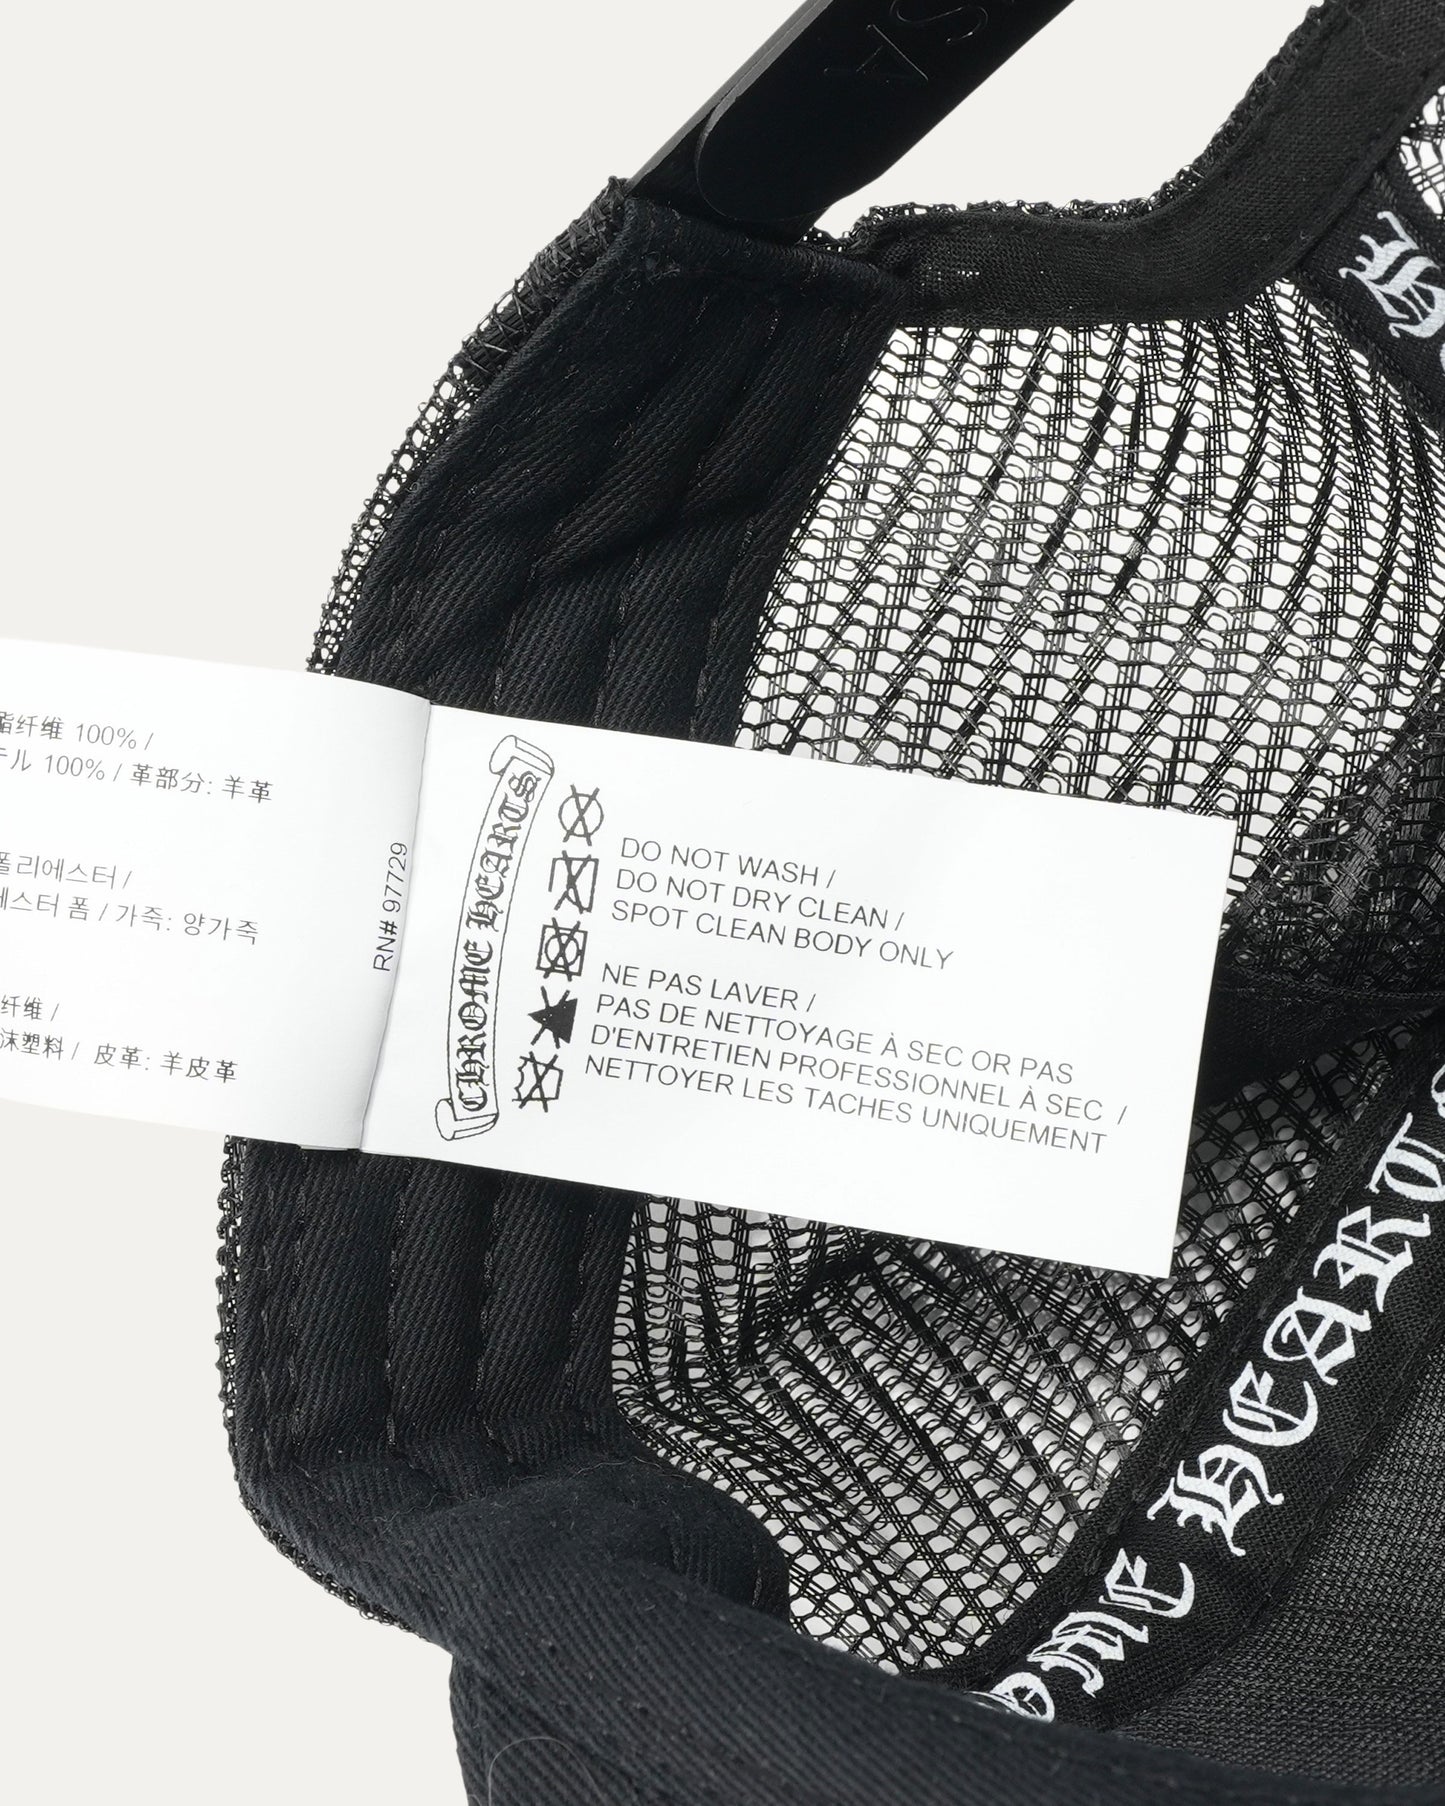 SA
纤维 100% /
テル 100% / 革部分: 羊革
폴리에스터 /
에스터 폼 / 가죽: 양가죽
纤维 /
沫塑料 / 皮革: 羊皮革
RN# 97729
CHROME HEARTS
DO NOT WASH /
DO NOT DRY CLEAN /
SPOT CLEAN BODY ONLY
NE PAS LAVER /
PAS DE NETTOYAGE À SEC OR PAS
D'ENTRETIEN PROFESSIONNEL À SEC /
NETTOYER LES TACHES UNIQUEMENT
OME HEART